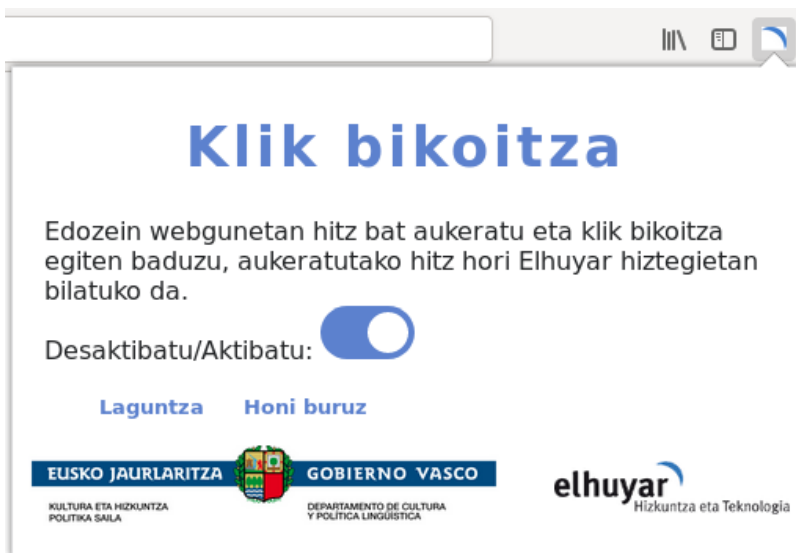 Klik bikoitza
Edozein webgunetan hitz bat aukeratu eta klik bikoitza
egiten baduzu, aukeratutako hitz hori Elhuyar hiztegietan
bilatuko da.
Desaktibatu/Aktibatu:
Laguntza Honi buruz
EUSKO JAURLARITZA GOBIERNO VASCO
KULTURA ETA HIZKUNTZA
POLITIKA SAILA
DEPARTAMENTO DE CULTURA
Y POLÍTICA LINGÜÍSTICA
elhuyar
Hizkuntza eta Teknologia